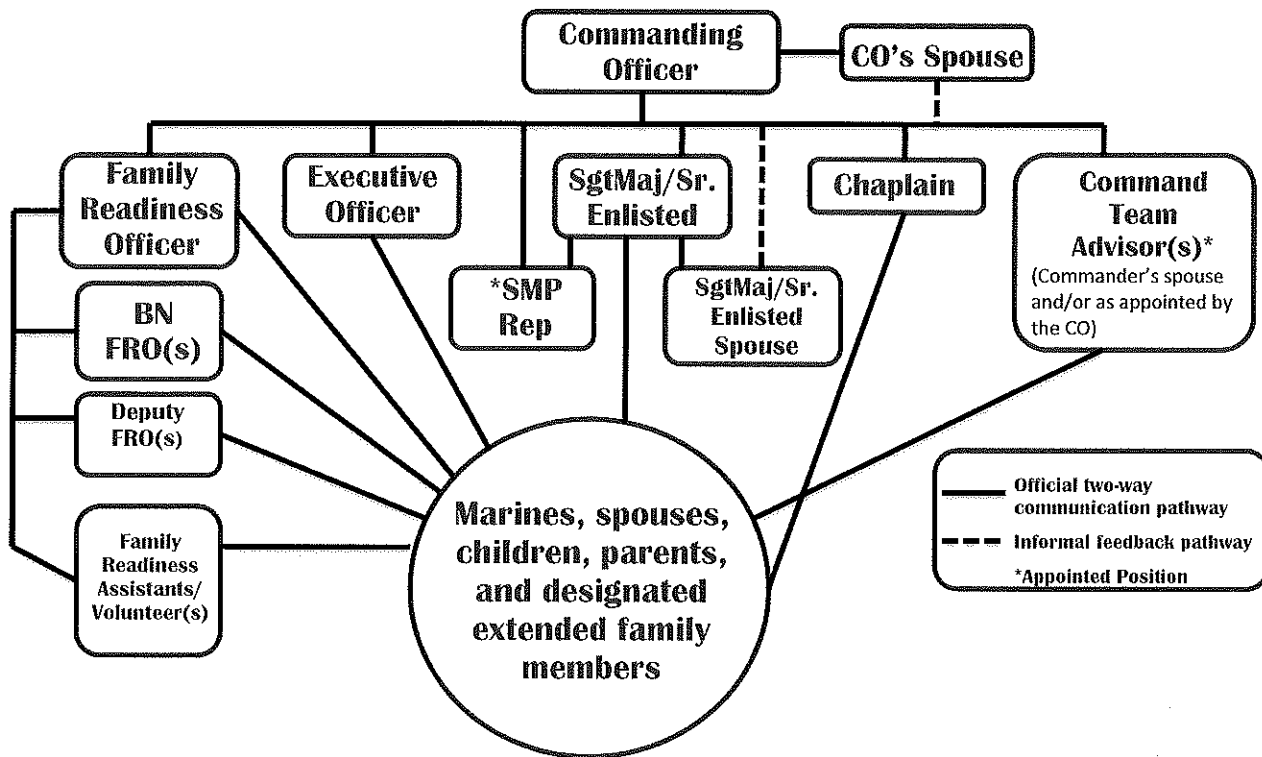 Commanding
Officer
CO's Spouse
Family
Readiness
Officer
Executive
Officer
SgtMaj/Sr.
Enlisted
Chaplain
Command
Team
Advisor(s)*
(Commander's spouse
and/or as appointed by
the CO)
*SMP
Rep
SgtMaj/Sr.
Enlisted
Spouse
BN
FRO(s)
Deputy
FRO(s)
Family
Readiness
Assistants/
Volunteer(s)
Marines, spouses,
children, parents,
and designated
extended family
members
Official two-way
communication pathway
Informal feedback pathway
*Appointed Position